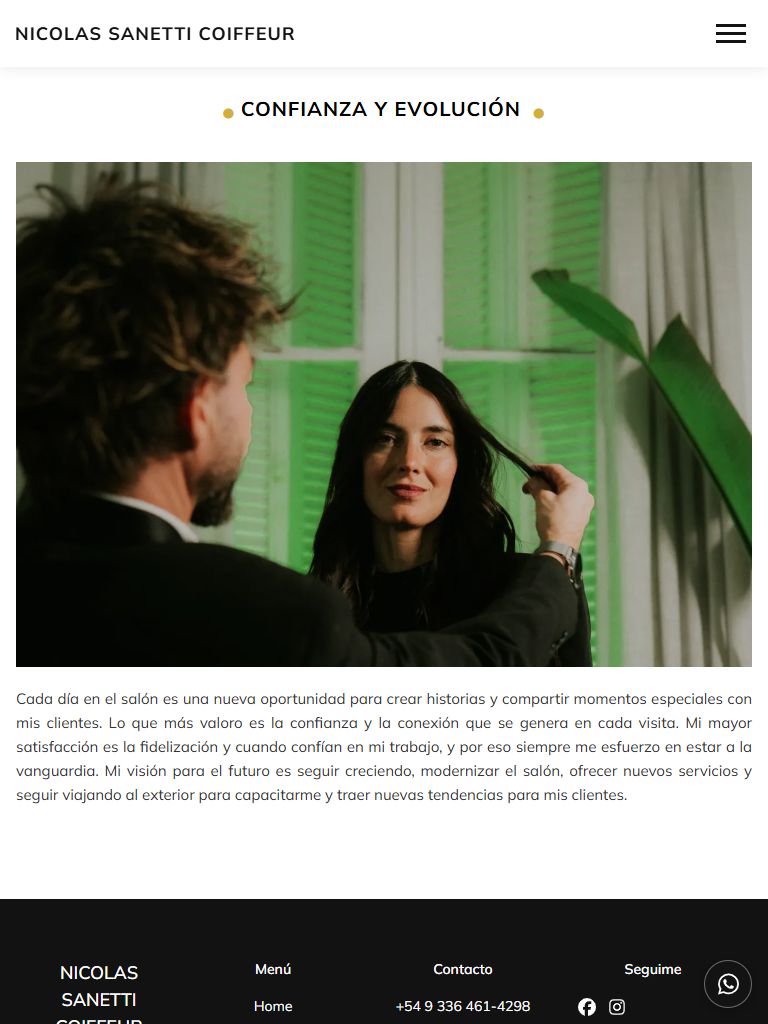 NICOLAS SANETTI COIFFEUR
CONFIANZA Y EVOLUCIÓN
Cada día en el salón es una nueva oportunidad para crear historias y compartir momentos especiales con
mis clientes. Lo que más valoro es la confianza y la conexión que se genera en cada visita. Mi mayor
satisfacción es la fidelización y cuando confían en mi trabajo, y por eso siempre me esfuerzo en estar a la
vanguardia. Mi visión para el futuro es seguir creciendo, modernizar el salón, ofrecer nuevos servicios y
seguir viajando al exterior para capacitarme y traer nuevas tendencias para mis clientes.
NICOLAS
SANETTI
COIFFEUR
Menú
Home
Contacto
+54 9 336 461-4298
Seguime